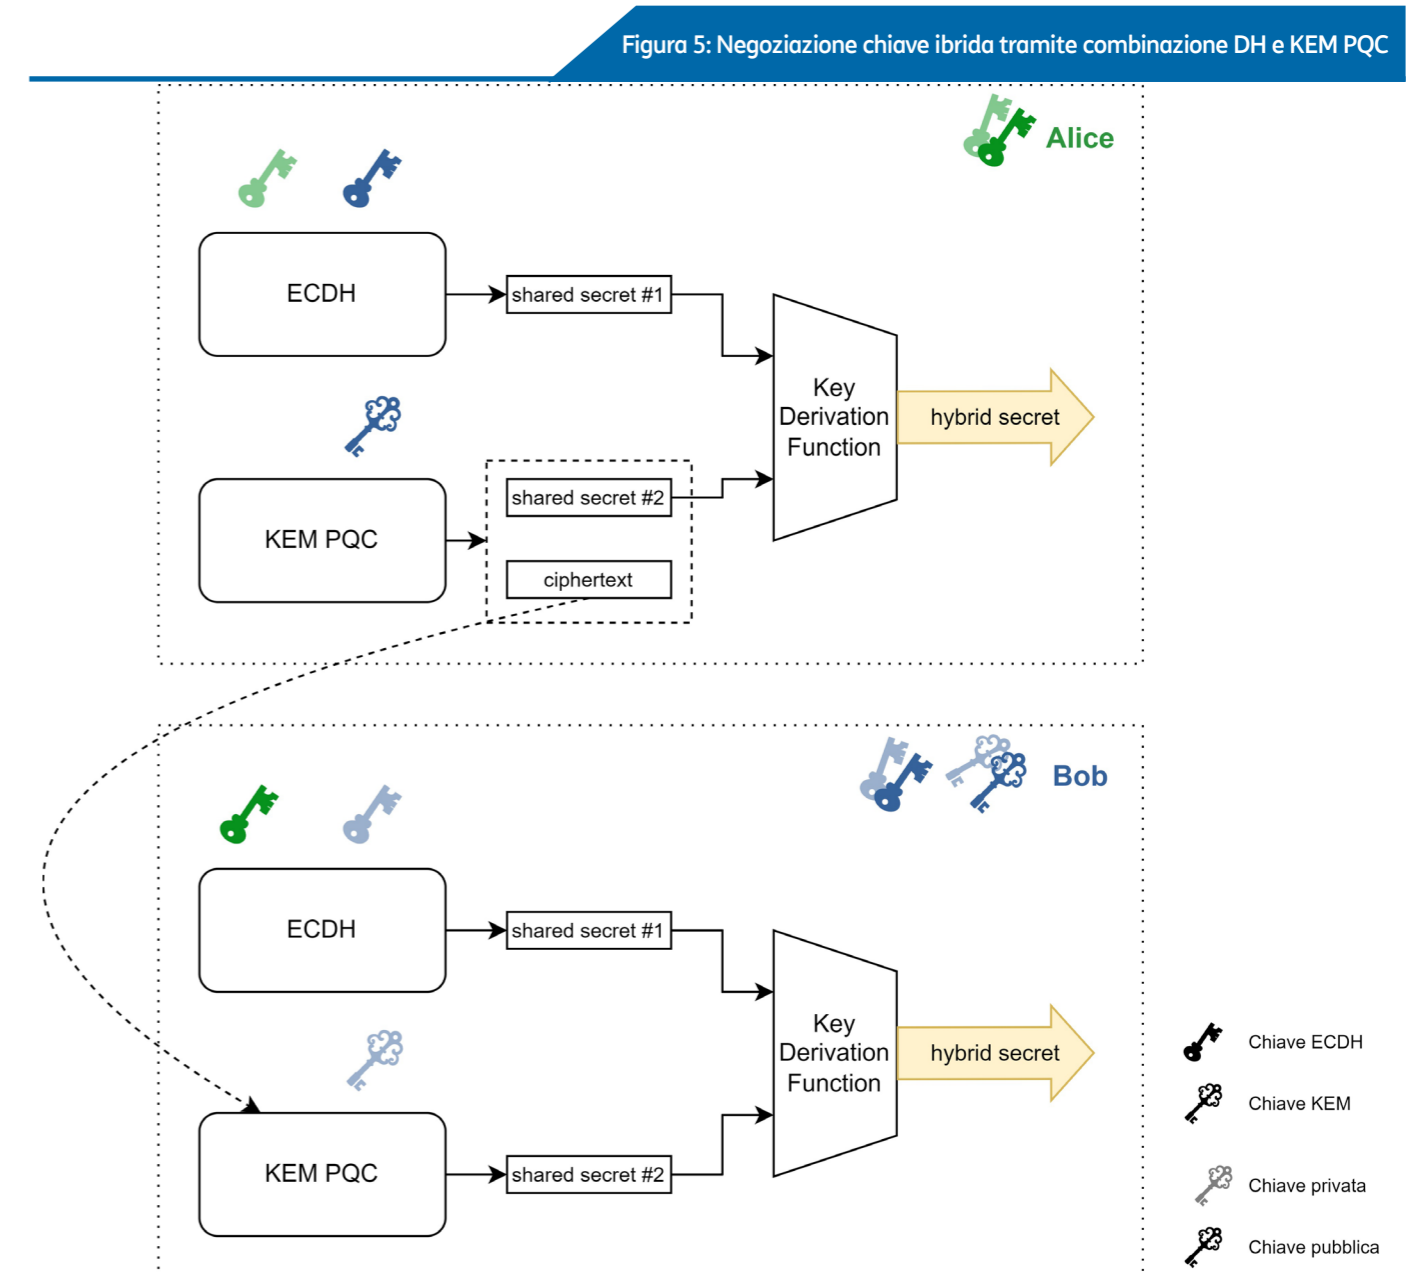 Figura 5: Negoziazione chiave ibrida tramite combinazione DH e KEM PQC
Alice
ECDH
shared secret #1
Key
Derivation
Function
hybrid secret
KEM PQC
shared secret #2
ciphertext
Bob
ECDH
shared secret #1
Key
Derivation
Function
hybrid secret
KEM PQC
shared secret #2
Chiave ECDH
Chiave KEM
Chiave privata
Chiave pubblica